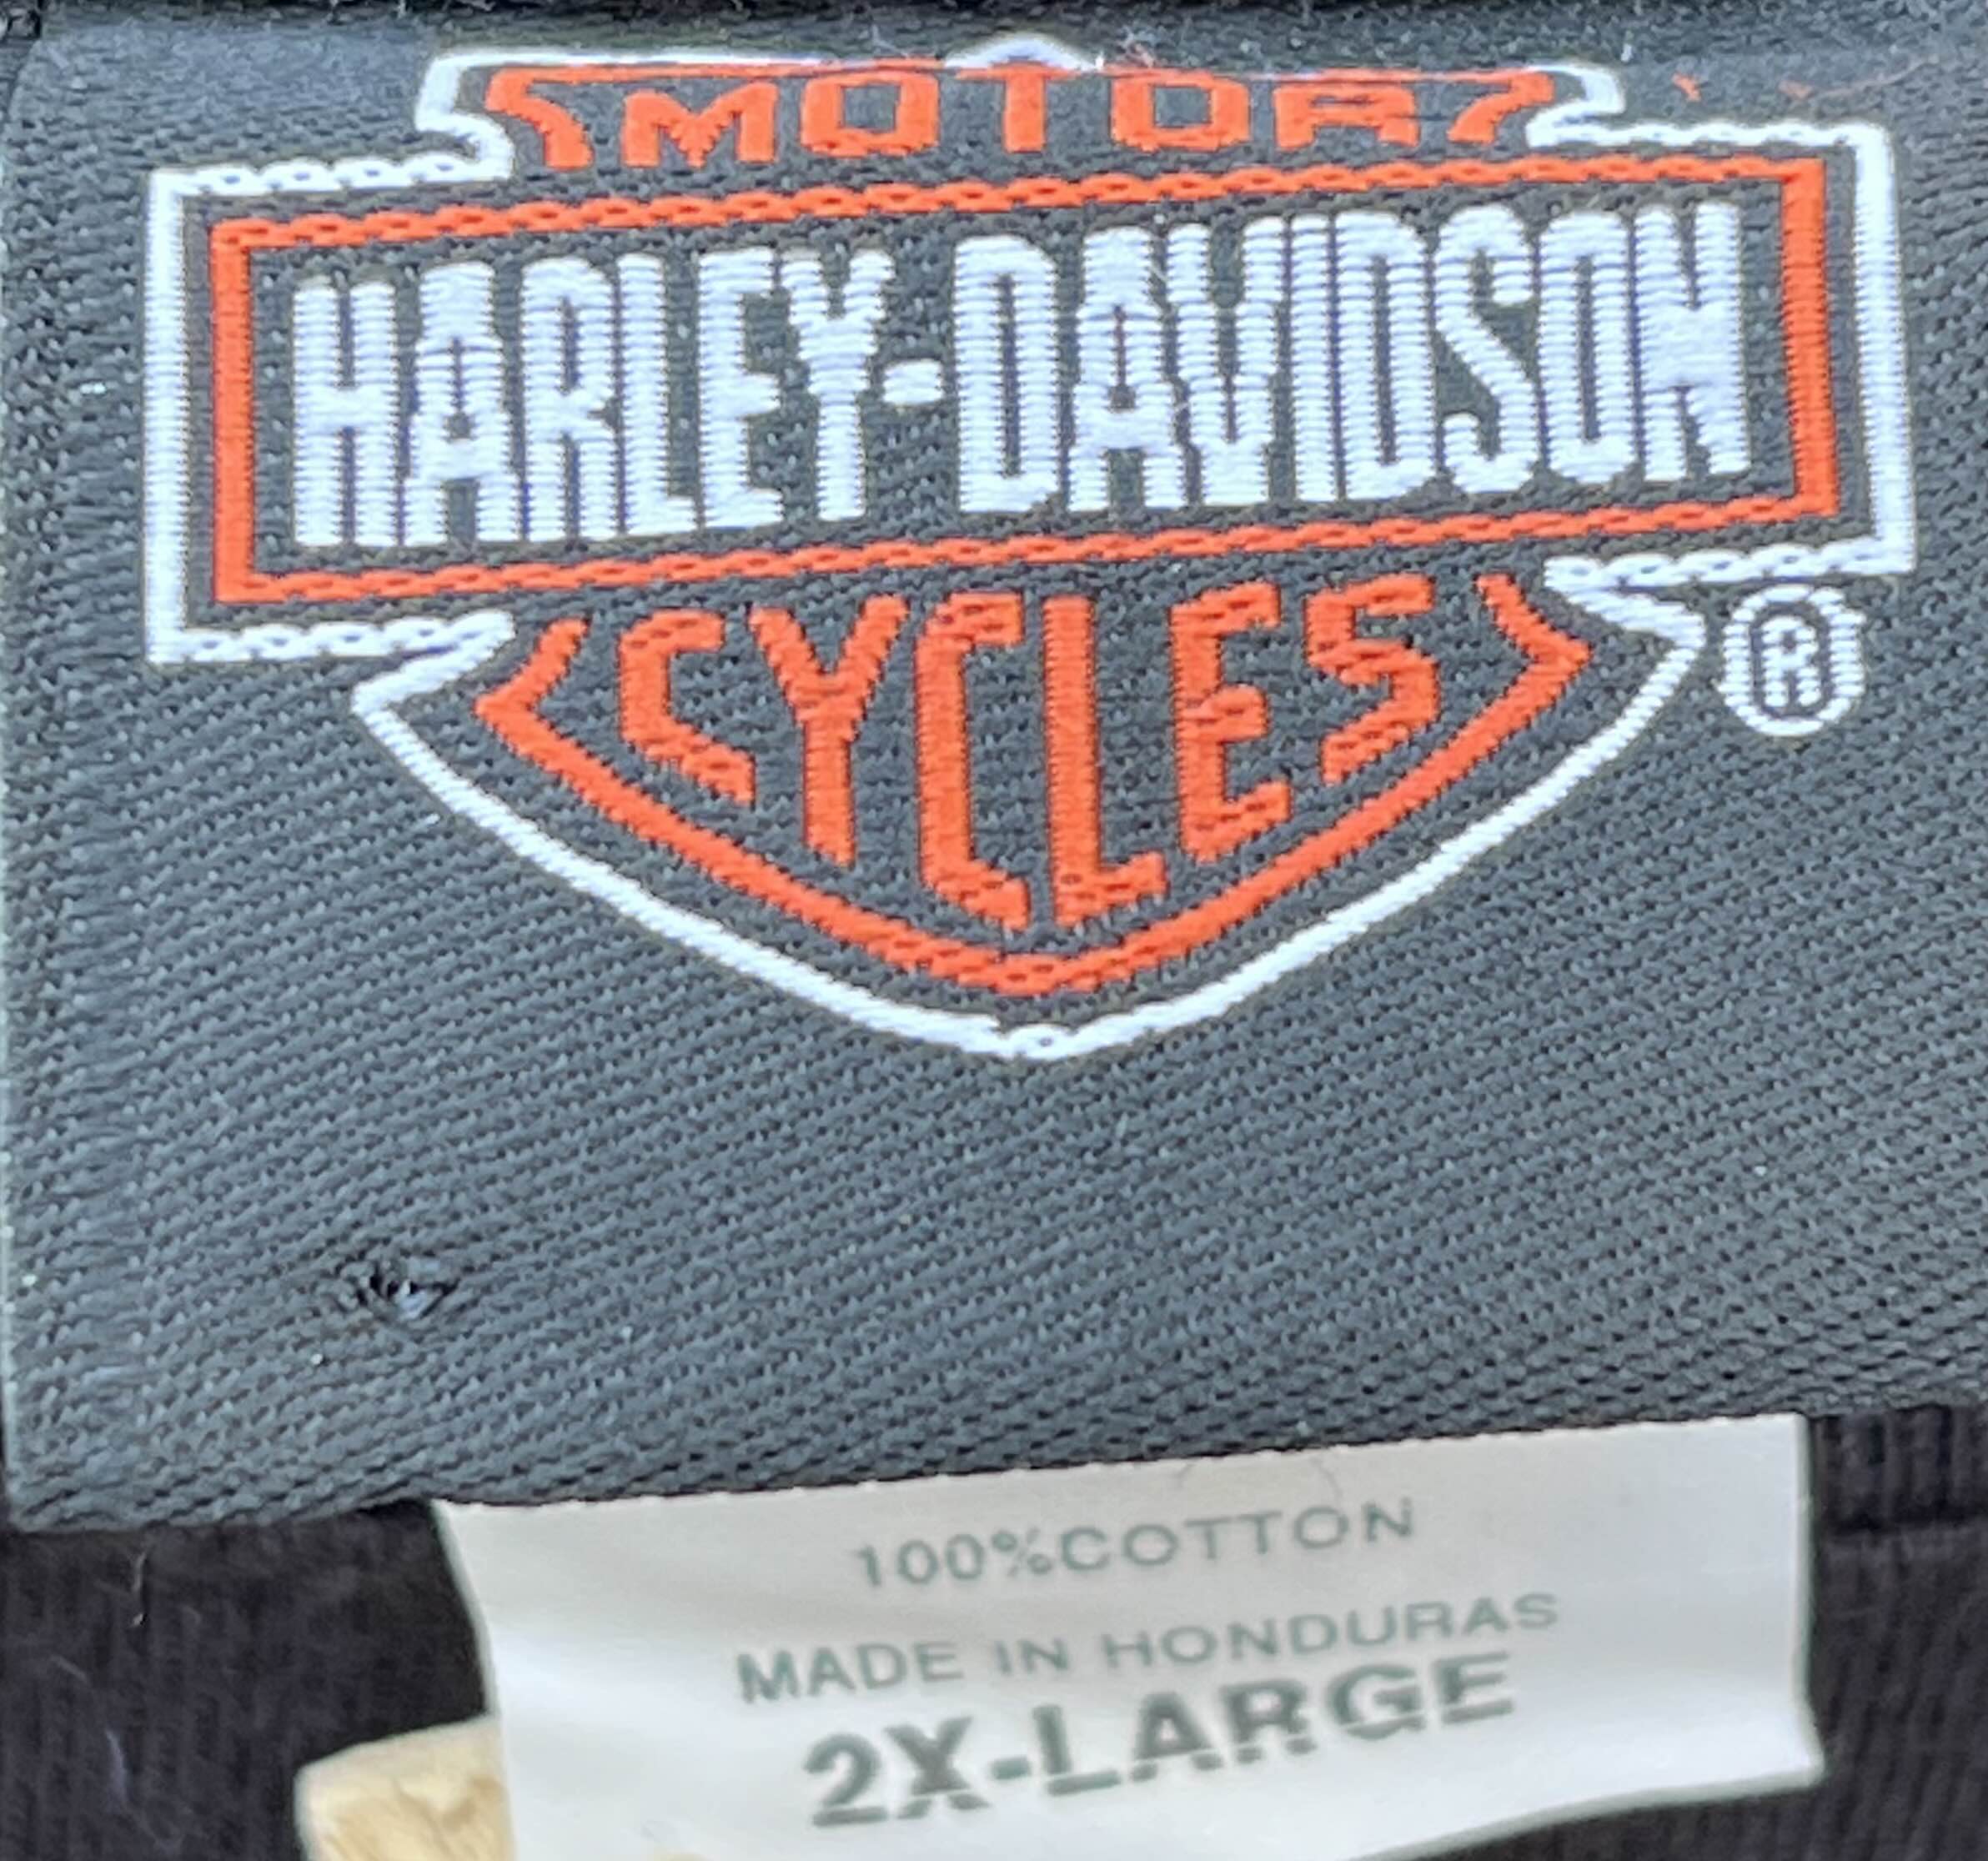 MOTOR
HARLEY-DAVIDSON
CYCLES
®
100%COTTON
MADE IN HONDURAS
2X-LARGE